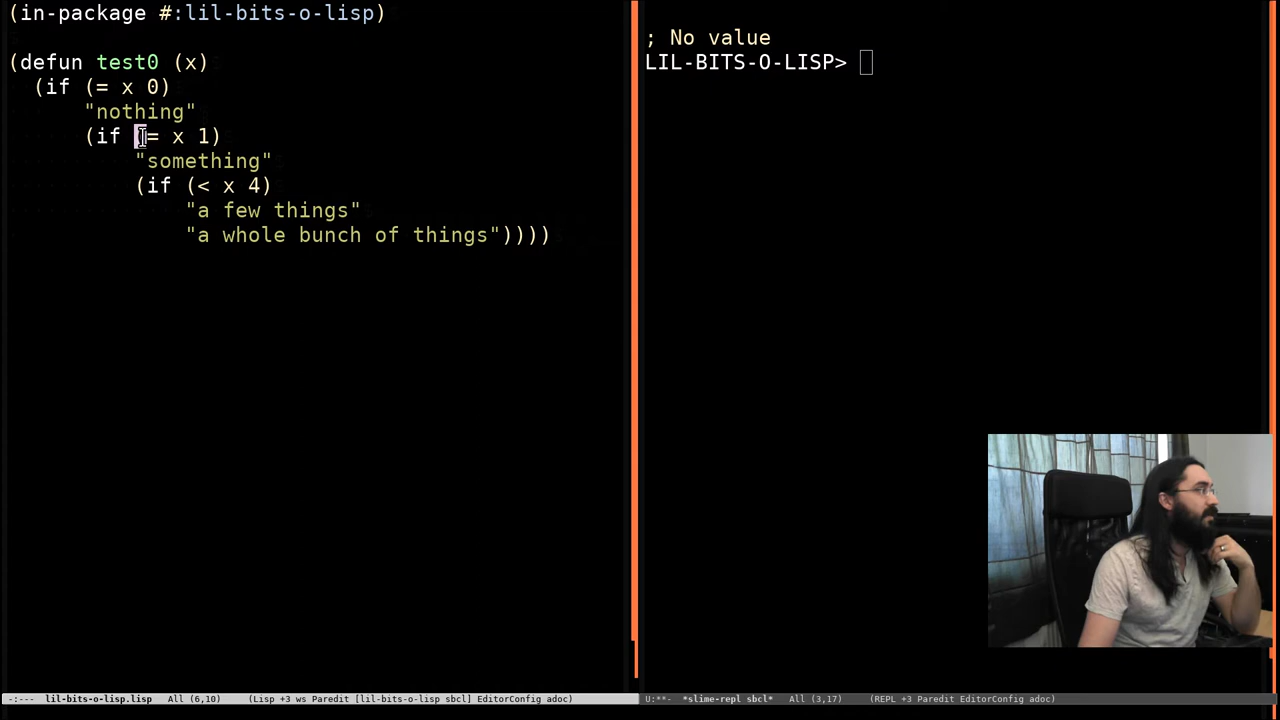 (in-package #:lil-bits-o-lisp)
(defun test0 (x)
(if (= x 0)
"nothing"
(if (= x 1)
"something"
(if (< x 4)
"a few things"
"a whole bunch of things"))))
; No value
LIL-BITS-O-LISP>
-:--- lil-bits-o-lisp.lisp All (6,10) (Lisp +3 ws Paredit [lil-bits-o-lisp sbcl] EditorConfig adoc)
U:**- *slime-repl sbcl* All (3,17) (REPL +3 Paredit EditorConfig adoc)